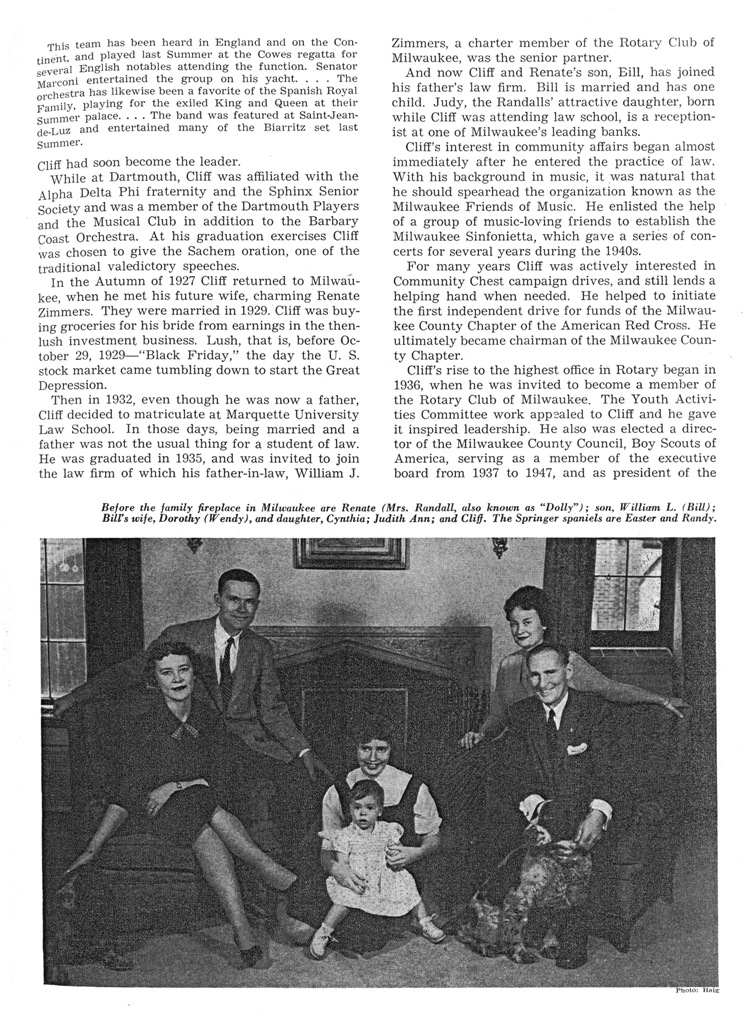 This team has been heard in England and on the Con-
tinent, and played last Summer at the Cowes regatta for
several English notables attending the function. Senator
Marconi entertained the group on his yacht. . . . The
orchestra has likewise been a favorite of the Spanish Royal
Family, playing for the exiled King and Queen at their
Summer palace. . . . The band was featured at Saint-Jean-
de-Luz and entertained many of the Biarritz set last
Summer.
Cliff had soon become the leader.
While at Dartmouth, Cliff was affiliated with the
Alpha Delta Phi fraternity and the Sphinx Senior
Society and was a member of the Dartmouth Players
and the Musical Club in addition to the Barbary
Coast Orchestra. At his graduation exercises Cliff
was chosen to give the Sachem oration, one of the
traditional valedictory speeches.
In the Autumn of 1927 Cliff returned to Milwau-
kee, when he met his future wife, charming Renate
Zimmers. They were married in 1929. Cliff was buy-
ing groceries for his bride from earnings in the then-
lush investment business. Lush, that is, before Oc-
tober 29, 1929—"Black Friday," the day the U. S.
stock market came tumbling down to start the Great
Depression.
Then in 1932, even though he was now a father,
Cliff decided to matriculate at Marquette University
Law School. In those days, being married and a
father was not the usual thing for a student of law.
He was graduated in 1935, and was invited to join
the law firm of which his father-in-law, William J.
Zimmers, a charter member of the Rotary Club of
Milwaukee, was the senior partner.
And now Cliff and Renate's son, Bill, has joined
his father's law firm. Bill is married and has one
child. Judy, the Randalls' attractive daughter, born
while Cliff was attending law school, is a reception-
ist at one of Milwaukee's leading banks.
Cliff's interest in community affairs began almost
immediately after he entered the practice of law.
With his background in music, it was natural that
he should spearhead the organization known as the
Milwaukee Friends of Music. He enlisted the help
of a group of music-loving friends to establish the
Milwaukee Sinfonietta, which gave a series of con-
certs for several years during the 1940s.
For many years Cliff was actively interested in
Community Chest campaign drives, and still lends a
helping hand when needed. He helped to initiate
the first independent drive for funds of the Milwau-
kee County Chapter of the American Red Cross. He
ultimately became chairman of the Milwaukee Coun-
ty Chapter.
Cliff's rise to the highest office in Rotary began in
1936, when he was invited to become a member of
the Rotary Club of Milwaukee. The Youth Activi-
ties Committee work appealed to Cliff and he gave
it inspired leadership. He also was elected a direc-
tor of the Milwaukee County Council, Boy Scouts of
America, serving as a member of the executive
board from 1937 to 1947, and as president of the
Before the family fireplace in Milwaukee are Renate (Mrs. Randall, also known as "Dolly"); son, William L. (Bill);
Bill's wife, Dorothy (Wendy), and daughter, Cynthia; Judith Ann; and Cliff. The Springer spaniels are Easter and Randy.
Photo: Haig